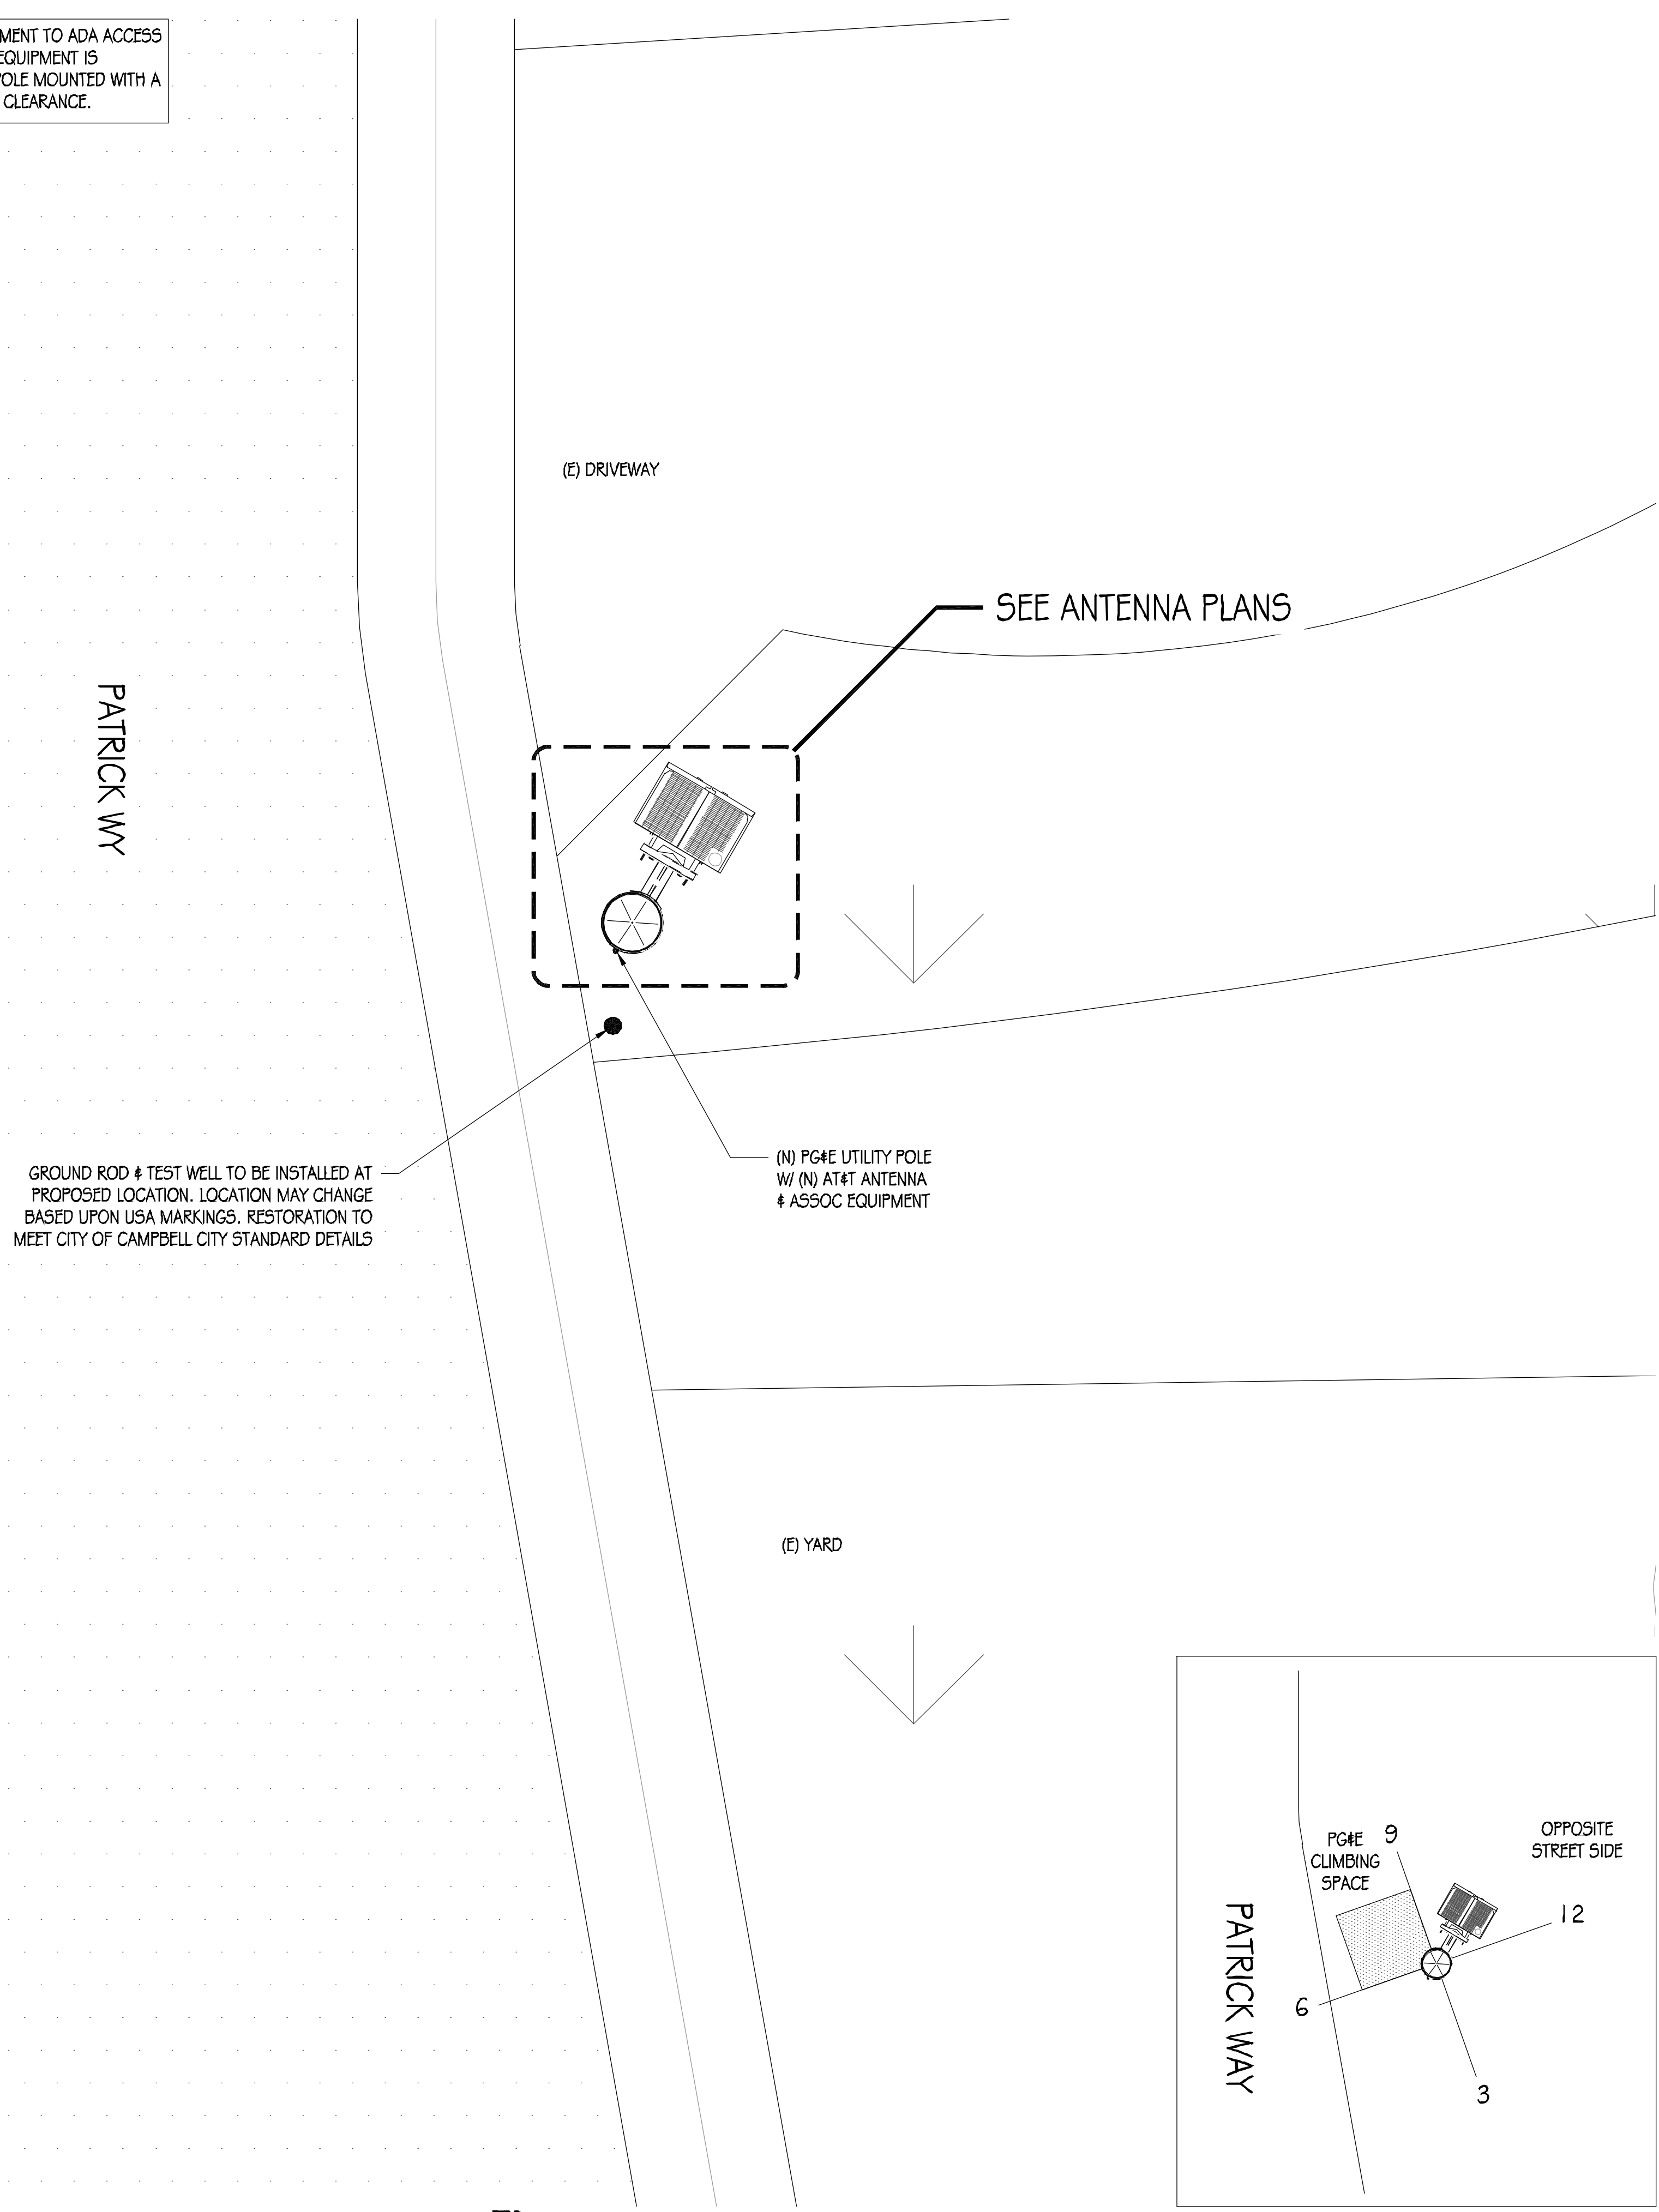 MENT TO ADA ACCESS
EQUIPMENT IS
POLE MOUNTED WITH A
CLEARANCE.
(E) DRIVEWAY
SEE ANTENNA PLANS
PATRICK WY
GROUND ROD & TEST WELL TO BE INSTALLED AT
PROPOSED LOCATION. LOCATION MAY CHANGE
BASED UPON USA MARKINGS. RESTORATION TO
MEET CITY OF CAMPBELL CITY STANDARD DETAILS
(N) PG&E UTILITY POLE
W/ (N) AT&T ANTENNA
& ASSOC EQUIPMENT
(E) YARD
PG&E
CLIMBING
SPACE
9
OPPOSITE
STREET SIDE
12
6
3
PATRICK WAY